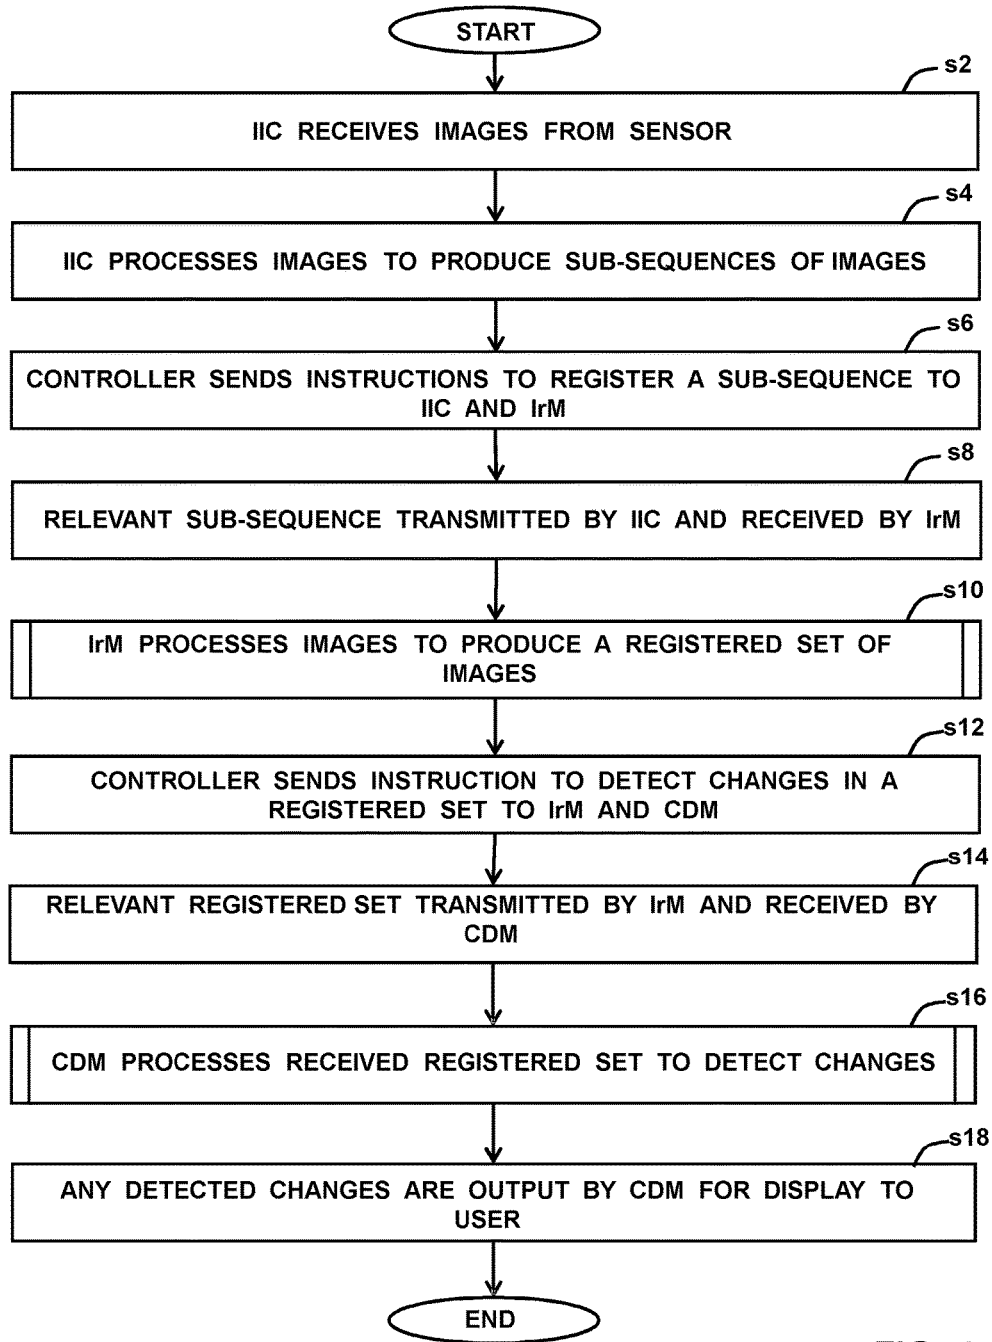 START
s2
IIC RECEIVES IMAGES FROM SENSOR
s4
IIC PROCESSES IMAGES TO PRODUCE SUB-SEQUENCES OF IMAGES
s6
CONTROLLER SENDS INSTRUCTIONS TO REGISTER A SUB-SEQUENCE TO
IIC AND IrM
s8
RELEVANT SUB-SEQUENCE TRANSMITTED BY IIC AND RECEIVED BY IrM
s10
IrM PROCESSES IMAGES TO PRODUCE A REGISTERED SET OF
IMAGES
s12
CONTROLLER SENDS INSTRUCTION TO DETECT CHANGES IN A
REGISTERED SET TO IrM AND CDM
s14
RELEVANT REGISTERED SET TRANSMITTED BY IrM AND RECEIVED BY
CDM
s16
CDM PROCESSES RECEIVED REGISTERED SET TO DETECT CHANGES
s18
ANY DETECTED CHANGES ARE OUTPUT BY CDM FOR DISPLAY TO
USER
END